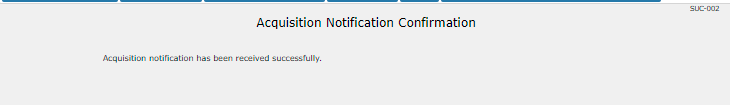 SUC-002
Acquisition Notification Confirmation
Acquisition notification has been received successfully.